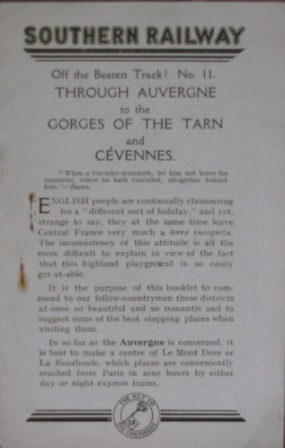 SOUTHERN RAILWAY
Off the Beaten Track! No. 11.
THROUGH AUVERGNE
to the
GORGES OF THE TARN
and
CÉVENNES.
"When a traveller returneth, let him not leave the
countries, where he hath travelled, altogether behind
him."—Bacon.
ENGLISH people are continually clamouring
for a "different sort of holiday," and yet,
strange to say, they at the same time leave
Central France very much a terra incognita.
The inconsistency of this attitude is all the
more difficult to explain in view of the fact
that this highland playground is so easily
get-at-able.
It is the purpose of this booklet to com-
mend to our fellow-countrymen these districts
at once so beautiful and so romantic and to
suggest some of the best stopping places when
visiting them.
In so far as the Auvergne is concerned, it
is best to make a centre of Le Mont Dore or
La Bourboule, which places are conveniently
reached from Paris in nine hours by either
day or night express trains.
THE KEY TO
THE CONTINENT